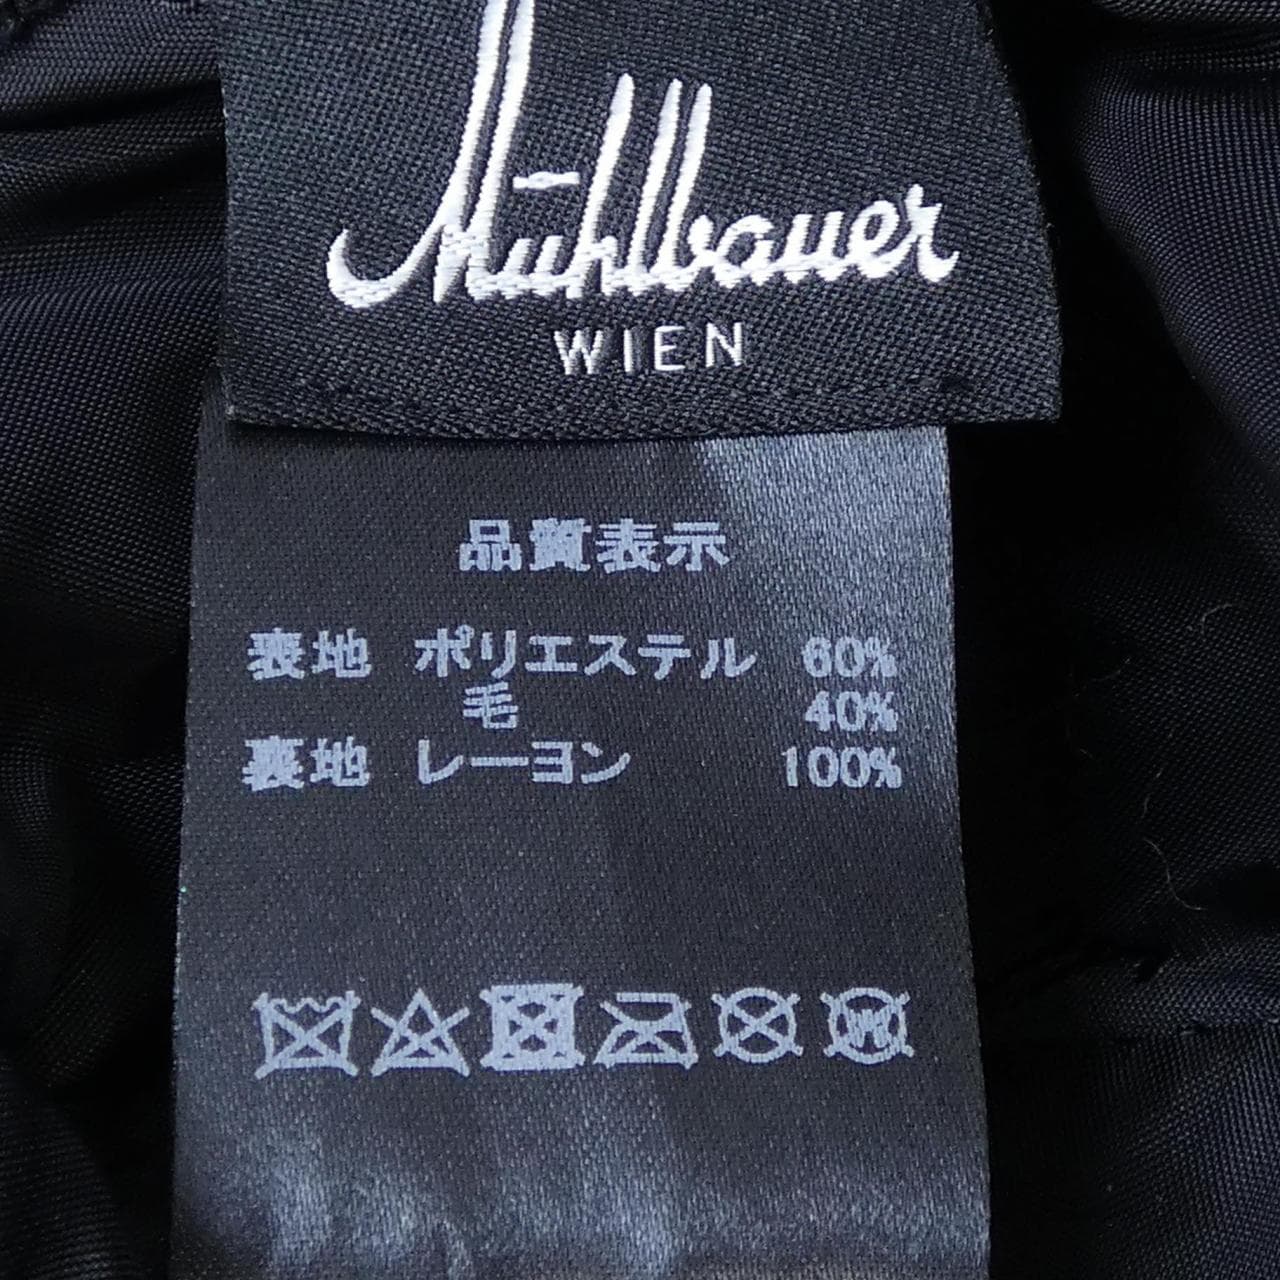 Mühlbauer
WIEN
品質表示
表地 ポリエステル 60%
毛 40%
裏地 レーヨン 100%